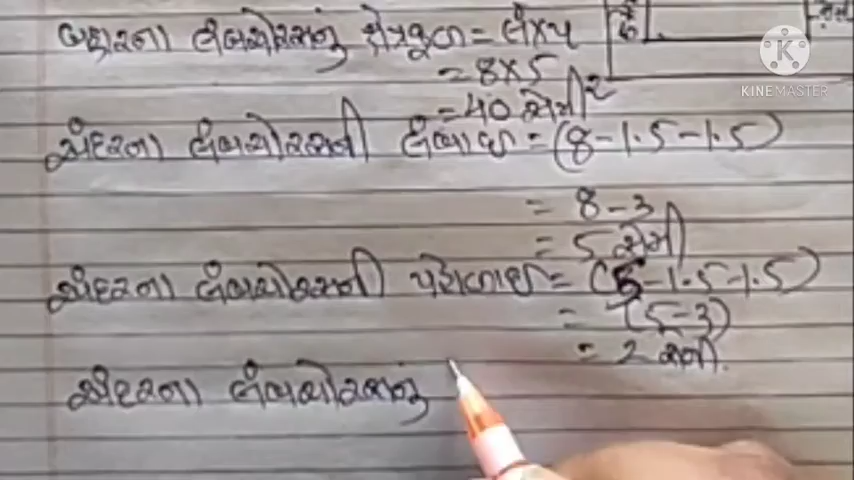 બહારના લંબચોરસનું ક્ષેત્રફળ = લં×પ
= 8×5
= 40 સેમી²
અંદરના લંબચોરસની લંબાઈ = (8-1.5-1.5)
= 8-3
= 5 સેમી
અંદરના લંબચોરસની પહોળાઈ = (5-1.5-1.5)
= (5-3)
= 2 સમી.
અંદરના લંબચોરસનું
K
KINEMASTER